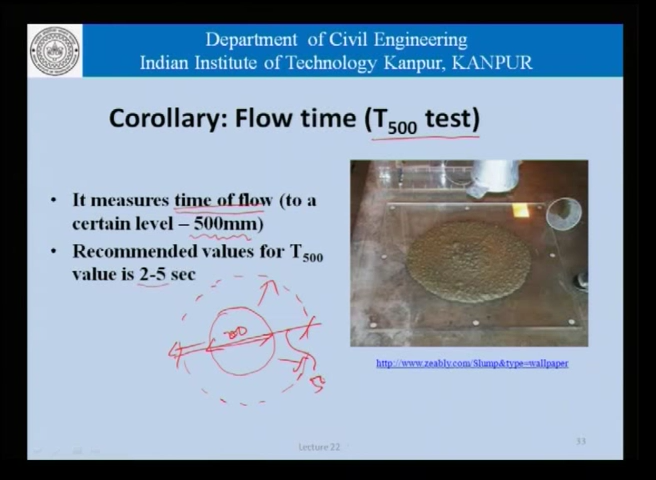 Department of Civil Engineering
Indian Institute of Technology Kanpur, KANPUR
Corollary: Flow time (T500 test)
• It measures time of flow (to a
certain level – 500mm)
• Recommended values for T500
value is 2-5 sec
http://www.zeably.com/Slump&type=wallpaper
Lecture 22
33